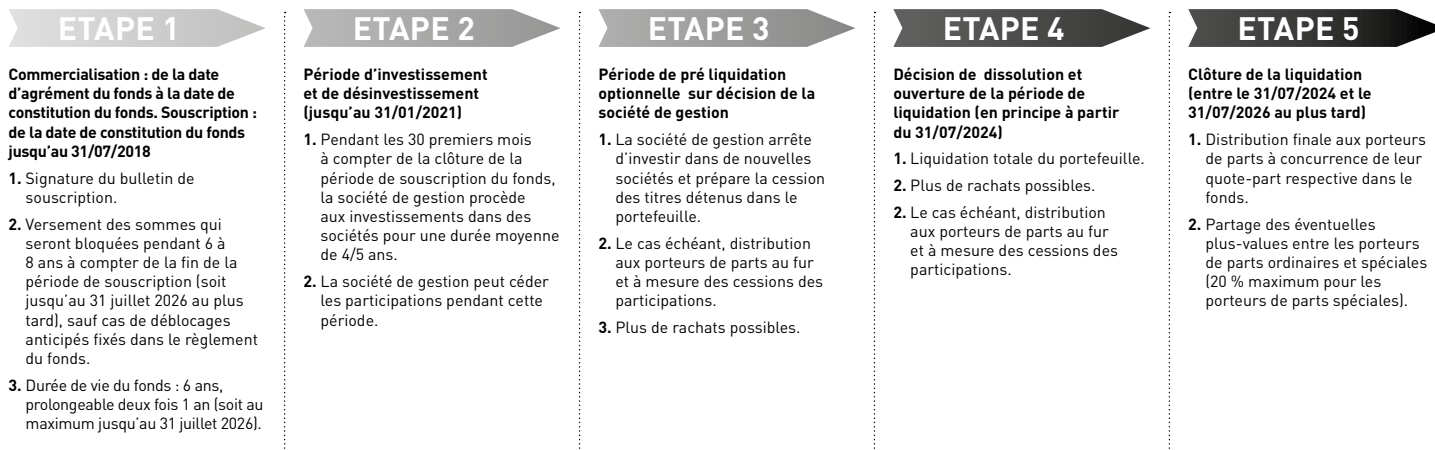 ETAPE 1
Commercialisation : de la date
d'agrément du fonds à la date de
constitution du fonds. Souscription :
de la date de constitution du fonds
jusqu'au 31/07/2018
1. Signature du bulletin de
souscription.
2. Versement des sommes qui
seront bloquées pendant 6 à
8 ans à compter de la fin de la
période de souscription (soit
jusqu'au 31 juillet 2026 au plus
tard), sauf cas de déblocages
anticipés fixés dans le règlement
du fonds.
3. Durée de vie du fonds : 6 ans,
prolongeable deux fois 1 an (soit au
maximum jusqu'au 31 juillet 2026).
ETAPE 2
Période d'investissement
et de désinvestissement
(jusqu'au 31/01/2021)
1. Pendant les 30 premiers mois
à compter de la clôture de la
période de souscription du fonds,
la société de gestion procède
aux investissements dans des
sociétés pour une durée moyenne
de 4/5 ans.
2. La société de gestion peut céder
les participations pendant cette
période.
ETAPE 3
Période de pré liquidation
optionnelle sur décision de la
société de gestion
1. La société de gestion arrête
d'investir dans de nouvelles
sociétés et prépare la cession
des titres détenus dans le
portefeuille.
2. Le cas échéant, distribution
aux porteurs de parts au fur
et à mesure des cessions des
participations.
3. Plus de rachats possibles.
ETAPE 4
Décision de dissolution et
ouverture de la période de
liquidation (en principe à partir
du 31/07/2024)
1. Liquidation totale du portefeuille.
2. Plus de rachats possibles.
2. Le cas échéant, distribution
aux porteurs de parts au fur
et à mesure des cessions des
participations.
ETAPE 5
Clôture de la liquidation
(entre le 31/07/2024 et le
31/07/2026 au plus tard)
1. Distribution finale aux porteurs
de parts à concurrence de leur
quote-part respective dans le
fonds.
2. Partage des éventuelles
plus-values entre les porteurs
de parts ordinaires et spéciales
(20 % maximum pour les
porteurs de parts spéciales).